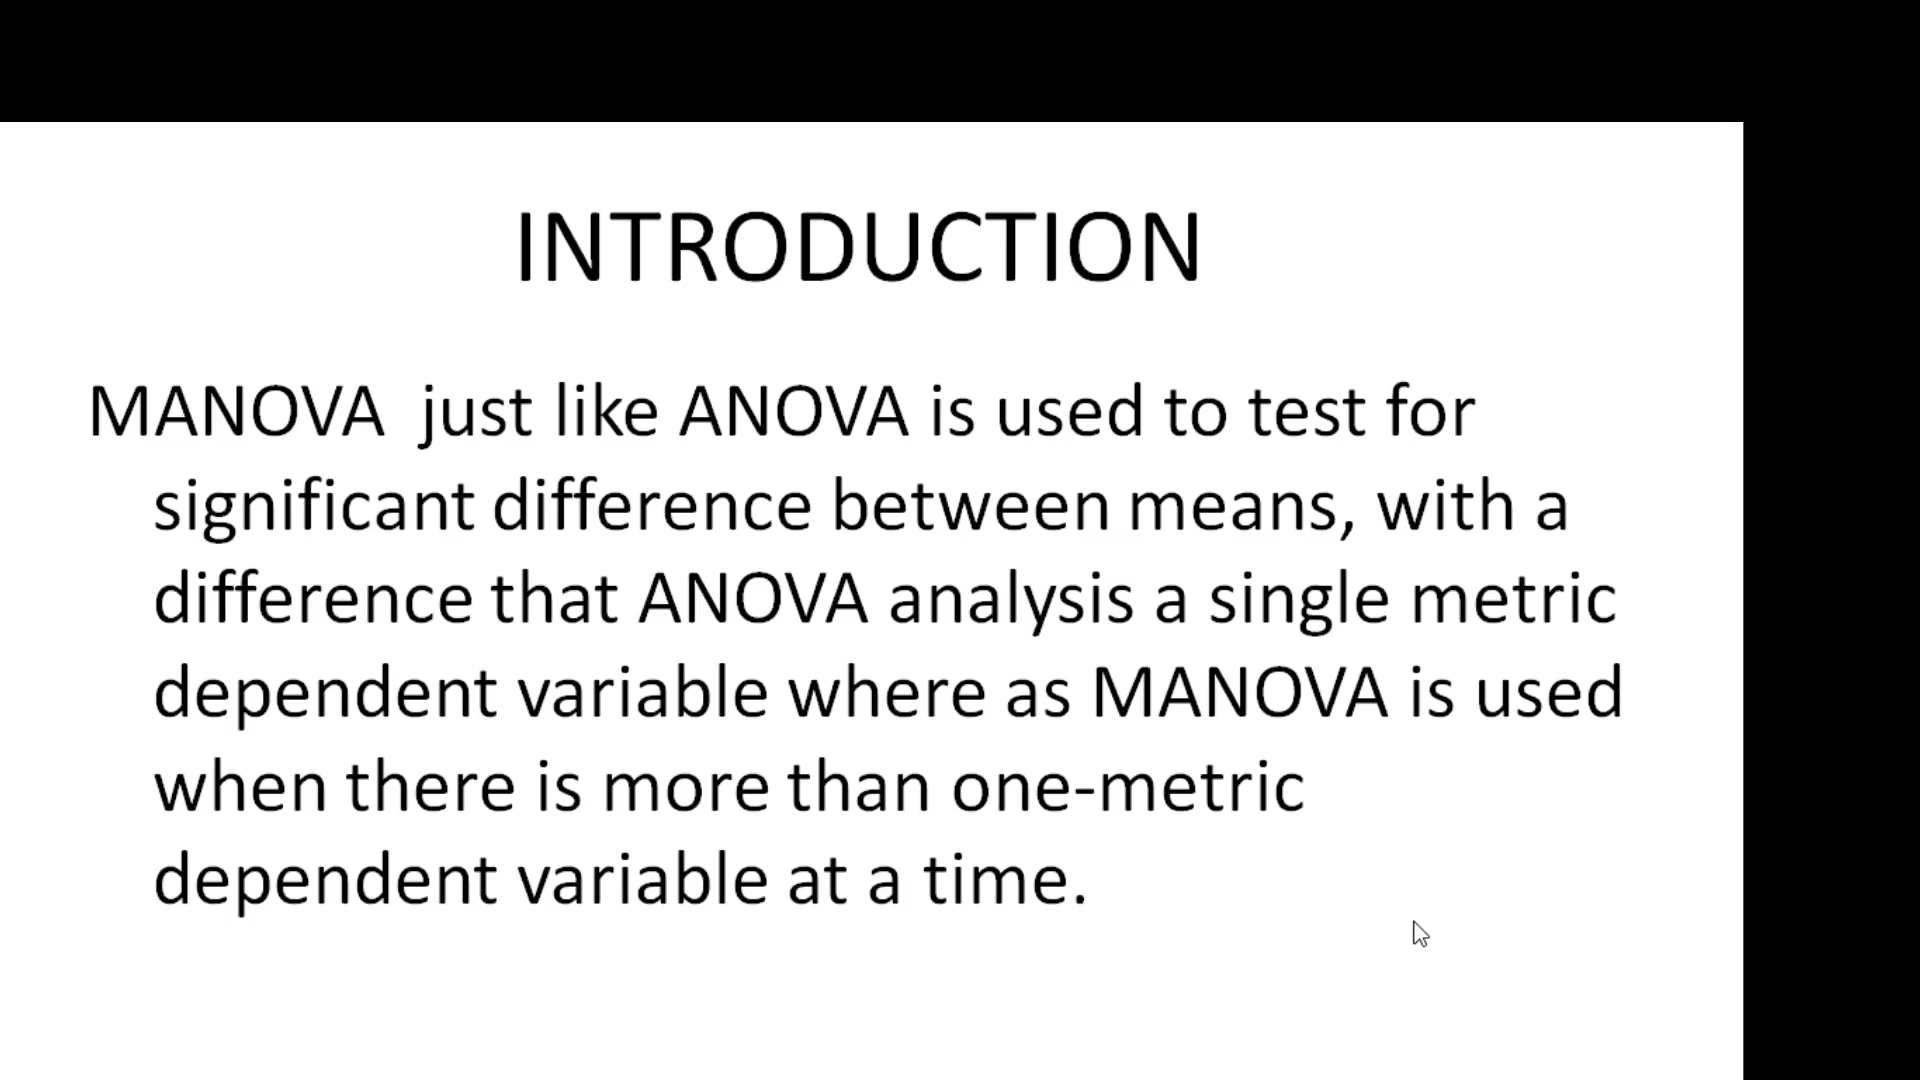 INTRODUCTION
MANOVA  just like ANOVA is used to test for
significant difference between means, with a
difference that ANOVA analysis a single metric
dependent variable where as MANOVA is used
when there is more than one-metric
dependent variable at a time.